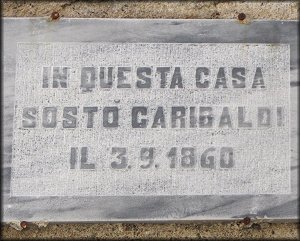 IN QUESTA CASA
SOSTÒ GARIBALDI
IL 3.9.1860